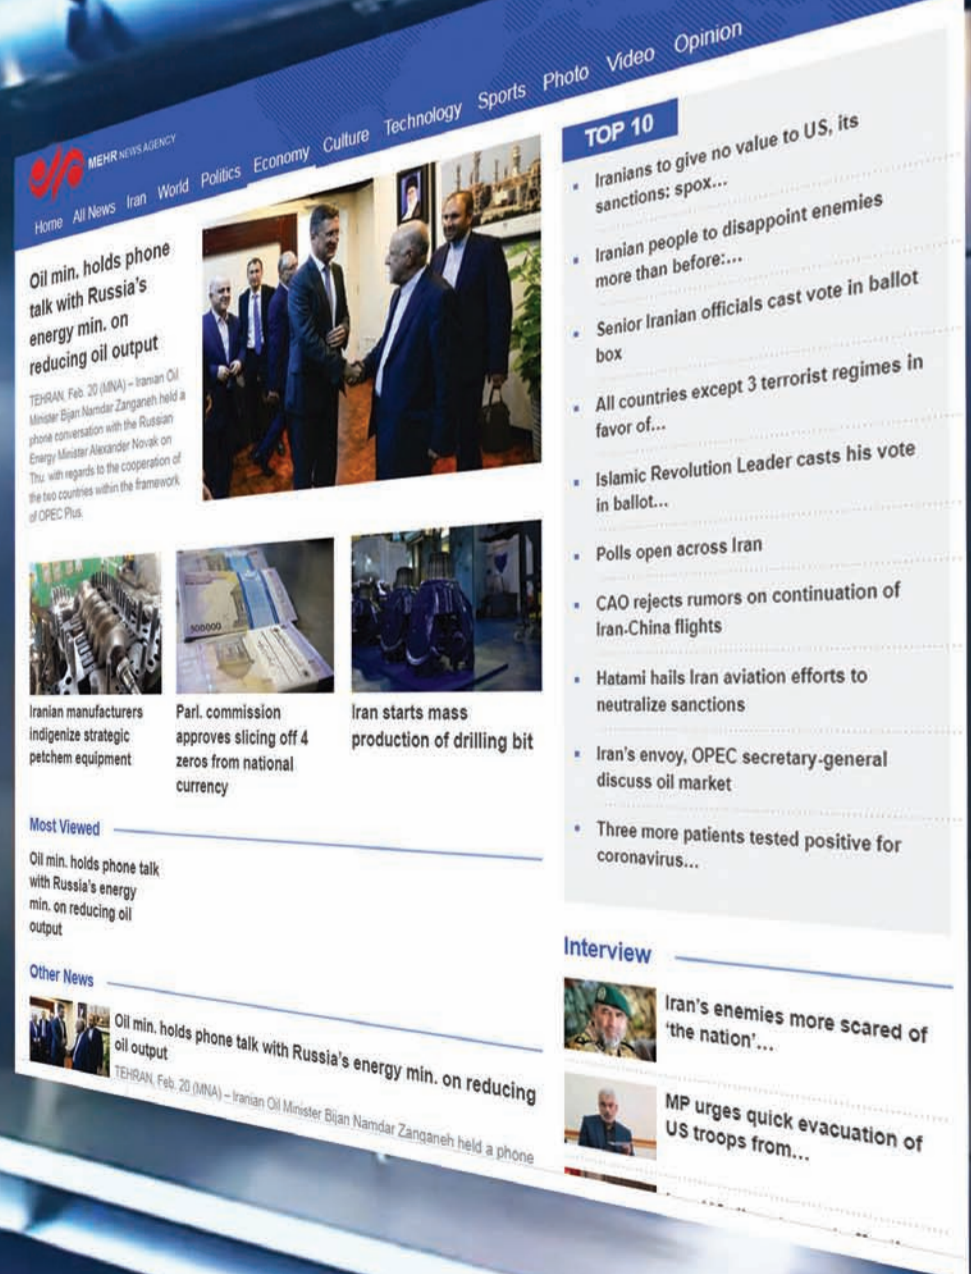 MEHR NEWS AGENCY
Home All News Iran World Politics Economy Culture Technology Sports Photo Video Opinion
Oil min. holds phone
talk with Russia's
energy min. on
reducing oil output
TEHRAN, Feb. 20 (MNA) – Iranian Oil
Minister Bijan Namdar Zanganeh held a
phone conversation with the Russian
Energy Minister Alexander Novak on
Thu. with regards to the cooperation of
the two countries within the framework
of OPEC Plus.
500000
Iranian manufacturers
indigenize strategic
petchem equipment
Parl. commission
approves slicing off 4
zeros from national
currency
Iran starts mass
production of drilling bit
Most Viewed
Oil min. holds phone talk
with Russia's energy
min. on reducing oil
output
Other News
Oil min. holds phone talk with Russia's energy min. on reducing
oil output
TEHRAN, Feb. 20 (MNA) – Iranian Oil Minister Bijan Namdar Zanganeh held a phone
TOP 10
Iranians to give no value to US, its
sanctions: spox...
Iranian people to disappoint enemies
more than before:...
Senior Iranian officials cast vote in ballot
box
All countries except 3 terrorist regimes in
favor of...
Islamic Revolution Leader casts his vote
in ballot...
Polls open across Iran
CAO rejects rumors on continuation of
Iran-China flights
Hatami hails Iran aviation efforts to
neutralize sanctions
Iran's envoy, OPEC secretary-general
discuss oil market
Three more patients tested positive for
coronavirus...
Interview
Iran's enemies more scared of
'the nation'...
MP urges quick evacuation of
US troops from...